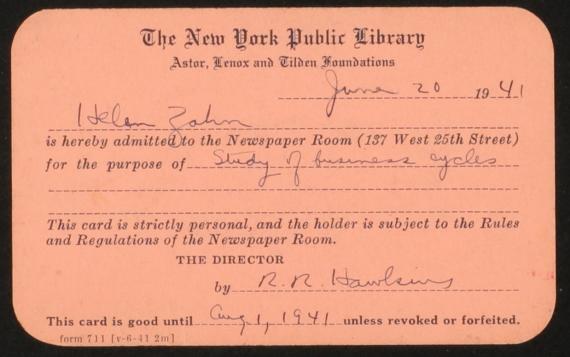 The New York Public Library
Astor, Lenox and Tilden Foundations
June 20 1941
Helen Zahn
is hereby admitted to the Newspaper Room (137 West 25th Street)
for the purpose of Study of business cycles
This card is strictly personal, and the holder is subject to the Rules
and Regulations of the Newspaper Room.
THE DIRECTOR
by R. R. Hawkins
This card is good until Aug 1, 1941 unless revoked or forfeited.
form 711 [v-6-41 2m]